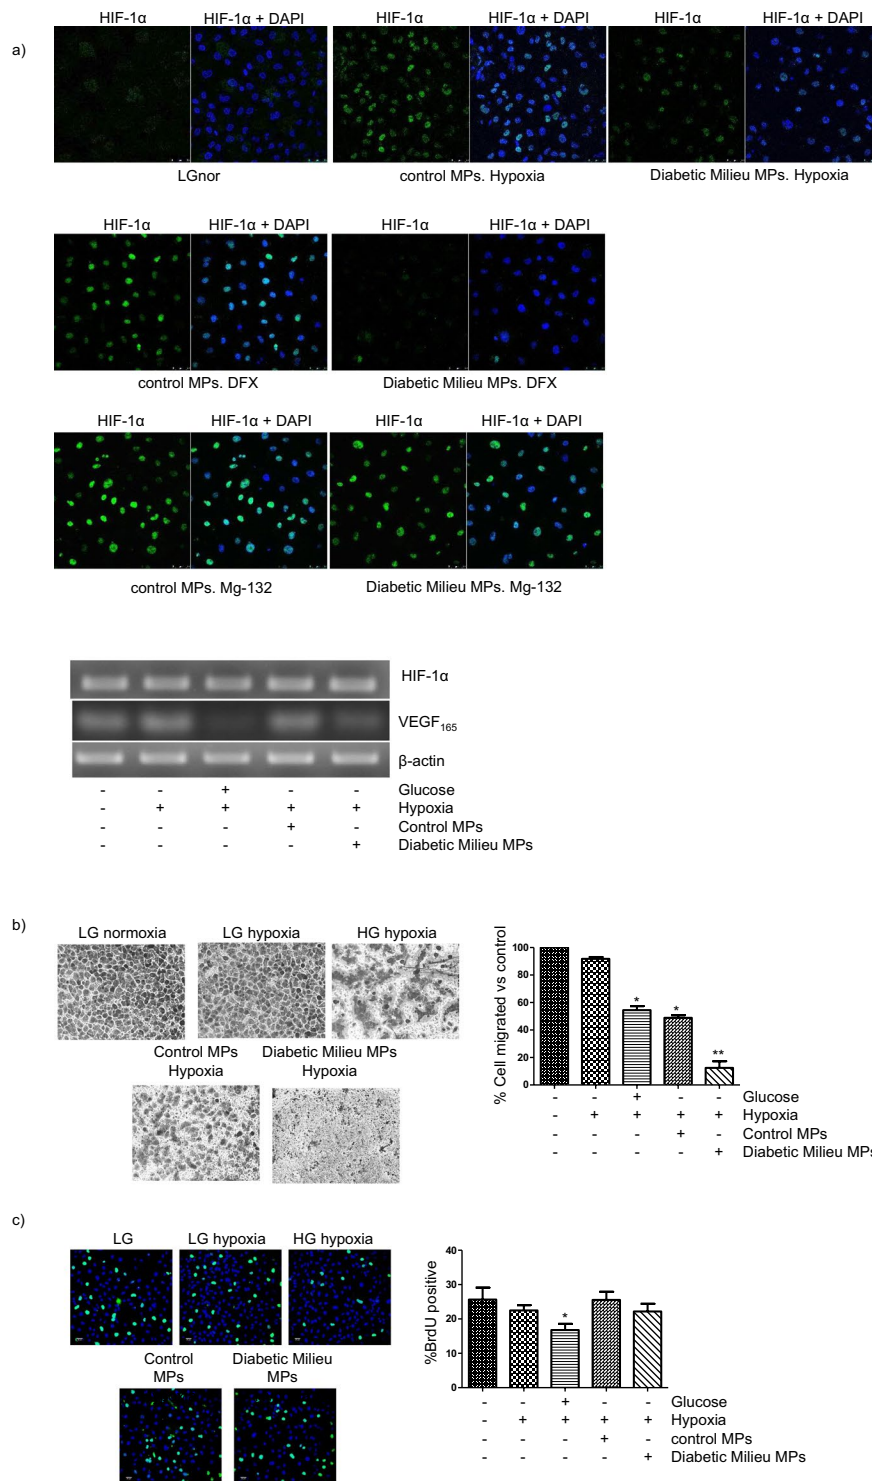 HIF-1α HIF-1α + DAPI HIF-1α HIF-1α + DAPI HIF-1α HIF-1α + DAPI
a)
LGnor control MPs. Hypoxia Diabetic Milieu MPs. Hypoxia
HIF-1α HIF-1α + DAPI HIF-1α HIF-1α + DAPI
control MPs. DFX Diabetic Milieu MPs. DFX
HIF-1α HIF-1α + DAPI HIF-1α HIF-1α + DAPI
control MPs. Mg-132 Diabetic Milieu MPs. Mg-132
HIF-1α
VEGF165
β-actin
- - + - - Glucose
- + + + + Hypoxia
- - - + - Control MPs
- - - - + Diabetic Milieu MPs
b)
LG normoxia LG hypoxia HG hypoxia
Control MPs Hypoxia
Diabetic Milieu MPs Hypoxia
% Cell migrated vs control
100
80
60
40
20
0
* * **
- - + - - Glucose
- + + + + Hypoxia
- - - + - Control MPs
- - - - + Diabetic Milieu MPs
c)
LG LG hypoxia HG hypoxia
Control MPs
Diabetic Milieu MPs
%BrdU positive
40
30
20
10
0
*
- - + - - Glucose
- + + + + Hypoxia
- - - + - control MPs
- - - - + Diabetic Milieu MPs